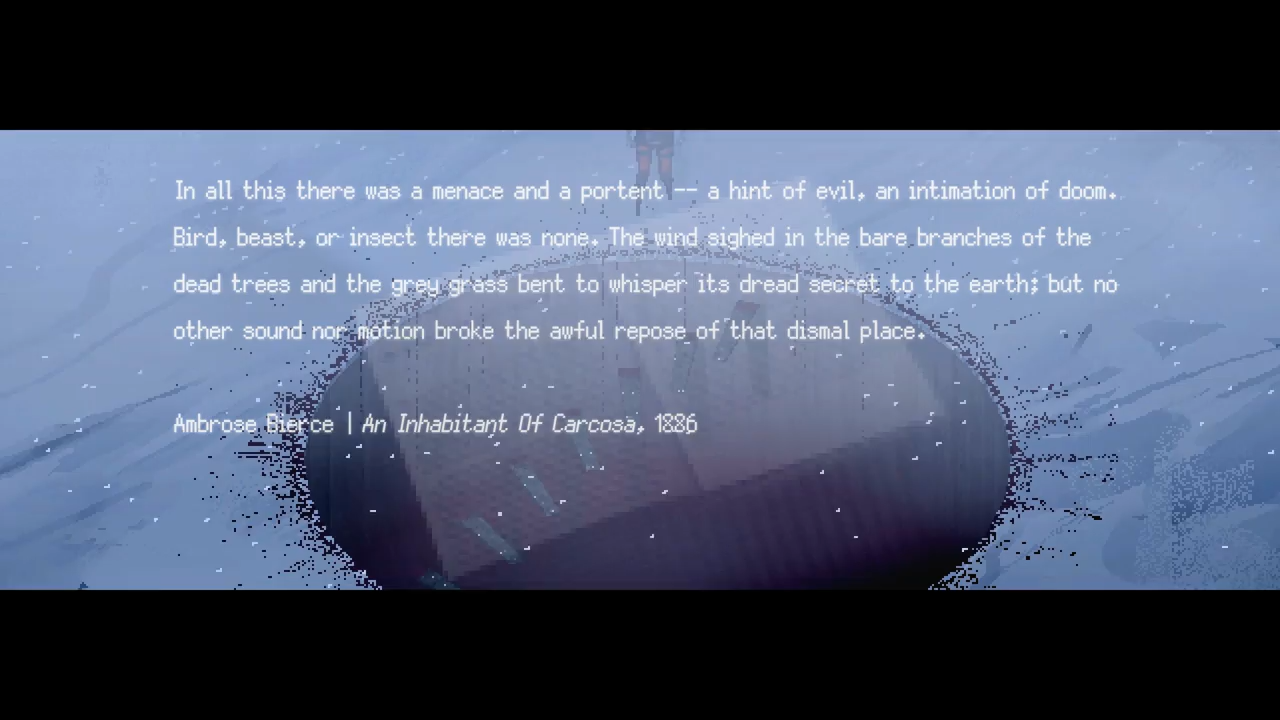 In all this there was a menace and a portent -- a hint of evil, an intimation of doom.
Bird, beast, or insect there was none. The wind sighed in the bare branches of the
dead trees and the grey grass bent to whisper its dread secret to the earth; but no
other sound nor motion broke the awful repose of that dismal place.
Ambrose Bierce | An Inhabitant Of Carcosa, 1886